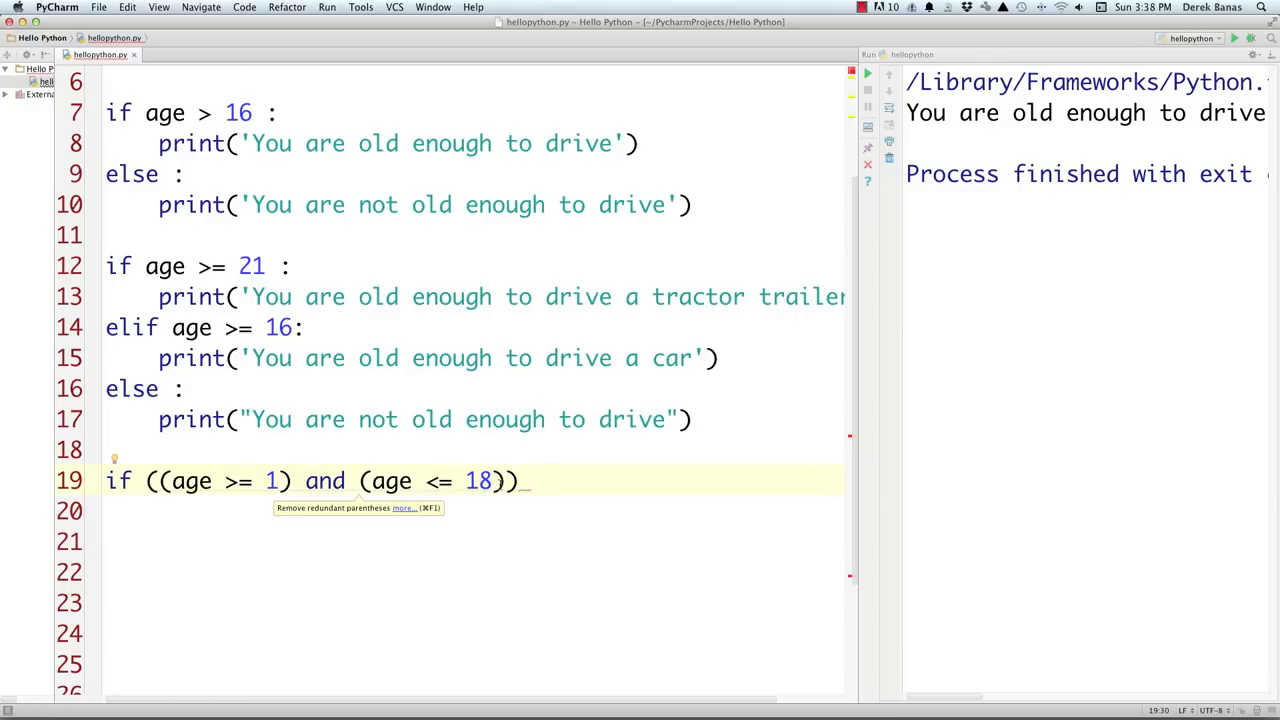 PyCharm File Edit View Navigate Code Refactor Run Tools VCS Window Help 10 Sun 3:38 PM Derek Banas
hellopython.py – Hello Python – [~/PycharmProjects/Hello Python]
Hello Python hellopython.py hellopython
hellopython.py × Run hellopython
Hello P
hello
Externa
/Library/Frameworks/Python.
You are old enough to drive
Process finished with exit
6
7 if age > 16 :
8 print('You are old enough to drive')
9 else :
10 print('You are not old enough to drive')
11
12 if age >= 21 :
13 print('You are old enough to drive a tractor trailer
14 elif age >= 16:
15 print('You are old enough to drive a car')
16 else :
17 print("You are not old enough to drive")
18
19 if ((age >= 1) and (age <= 18))
Remove redundant parentheses more... (⌘F1)
20
21
22
23
24
25
26
19:30 LF UTF-8